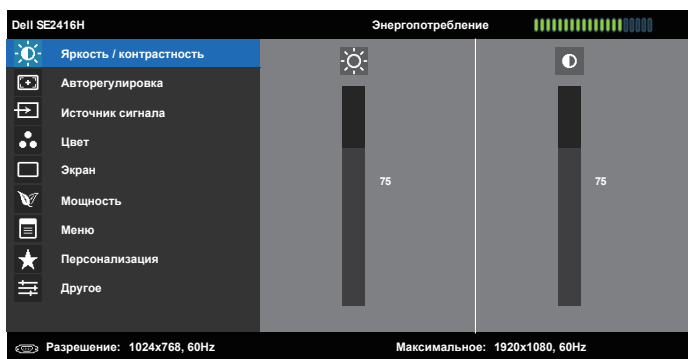 Dell SE2416H Энергопотребление
Яркость / контрастность
Авторегулировка
Источник сигнала
Цвет
Экран
75 75
Мощность
Меню
Персонализация
Другое
Разрешение: 1024x768, 60Hz Максимальное: 1920x1080, 60Hz